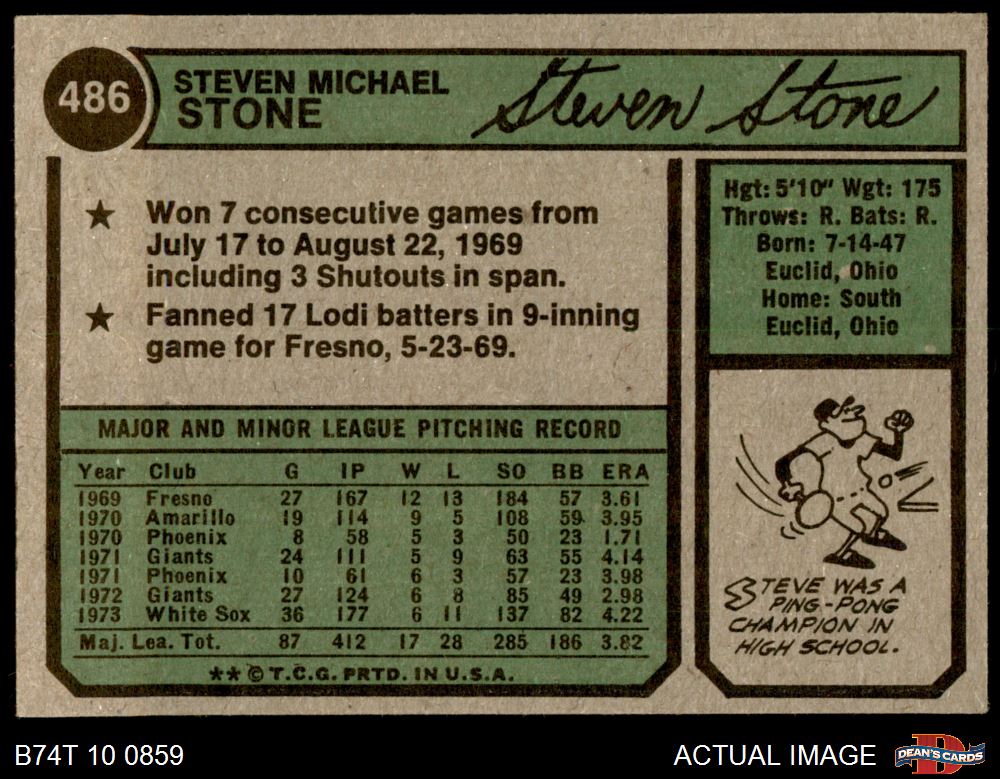 486
STEVEN MICHAEL
STONE
Steven Stone
★ Won 7 consecutive games from
July 17 to August 22, 1969
including 3 Shutouts in span.
★ Fanned 17 Lodi batters in 9-inning
game for Fresno, 5-23-69.
Hgt: 5'10" Wgt: 175
Throws: R. Bats: R.
Born: 7-14-47
Euclid, Ohio
Home: South
Euclid, Ohio
MAJOR AND MINOR LEAGUE PITCHING RECORD
Year Club G IP W L SO BB ERA
1969 Fresno 27 167 12 13 184 57 3.61
1970 Amarillo 19 114 9 5 108 59 3.95
1970 Phoenix 8 58 5 3 50 23 1.71
1971 Giants 24 111 5 9 63 55 4.14
1971 Phoenix 10 61 6 3 57 23 3.98
1972 Giants 27 124 6 8 85 49 2.98
1973 White Sox 36 177 6 11 137 82 4.22
Maj. Lea. Tot. 87 412 17 28 285 186 3.82
**© T.C.G. PRTD. IN U.S.A.
STEVE WAS A
PING-PONG
CHAMPION IN
HIGH SCHOOL.
B74T 10 0859
ACTUAL IMAGE
DEAN'S CARDS